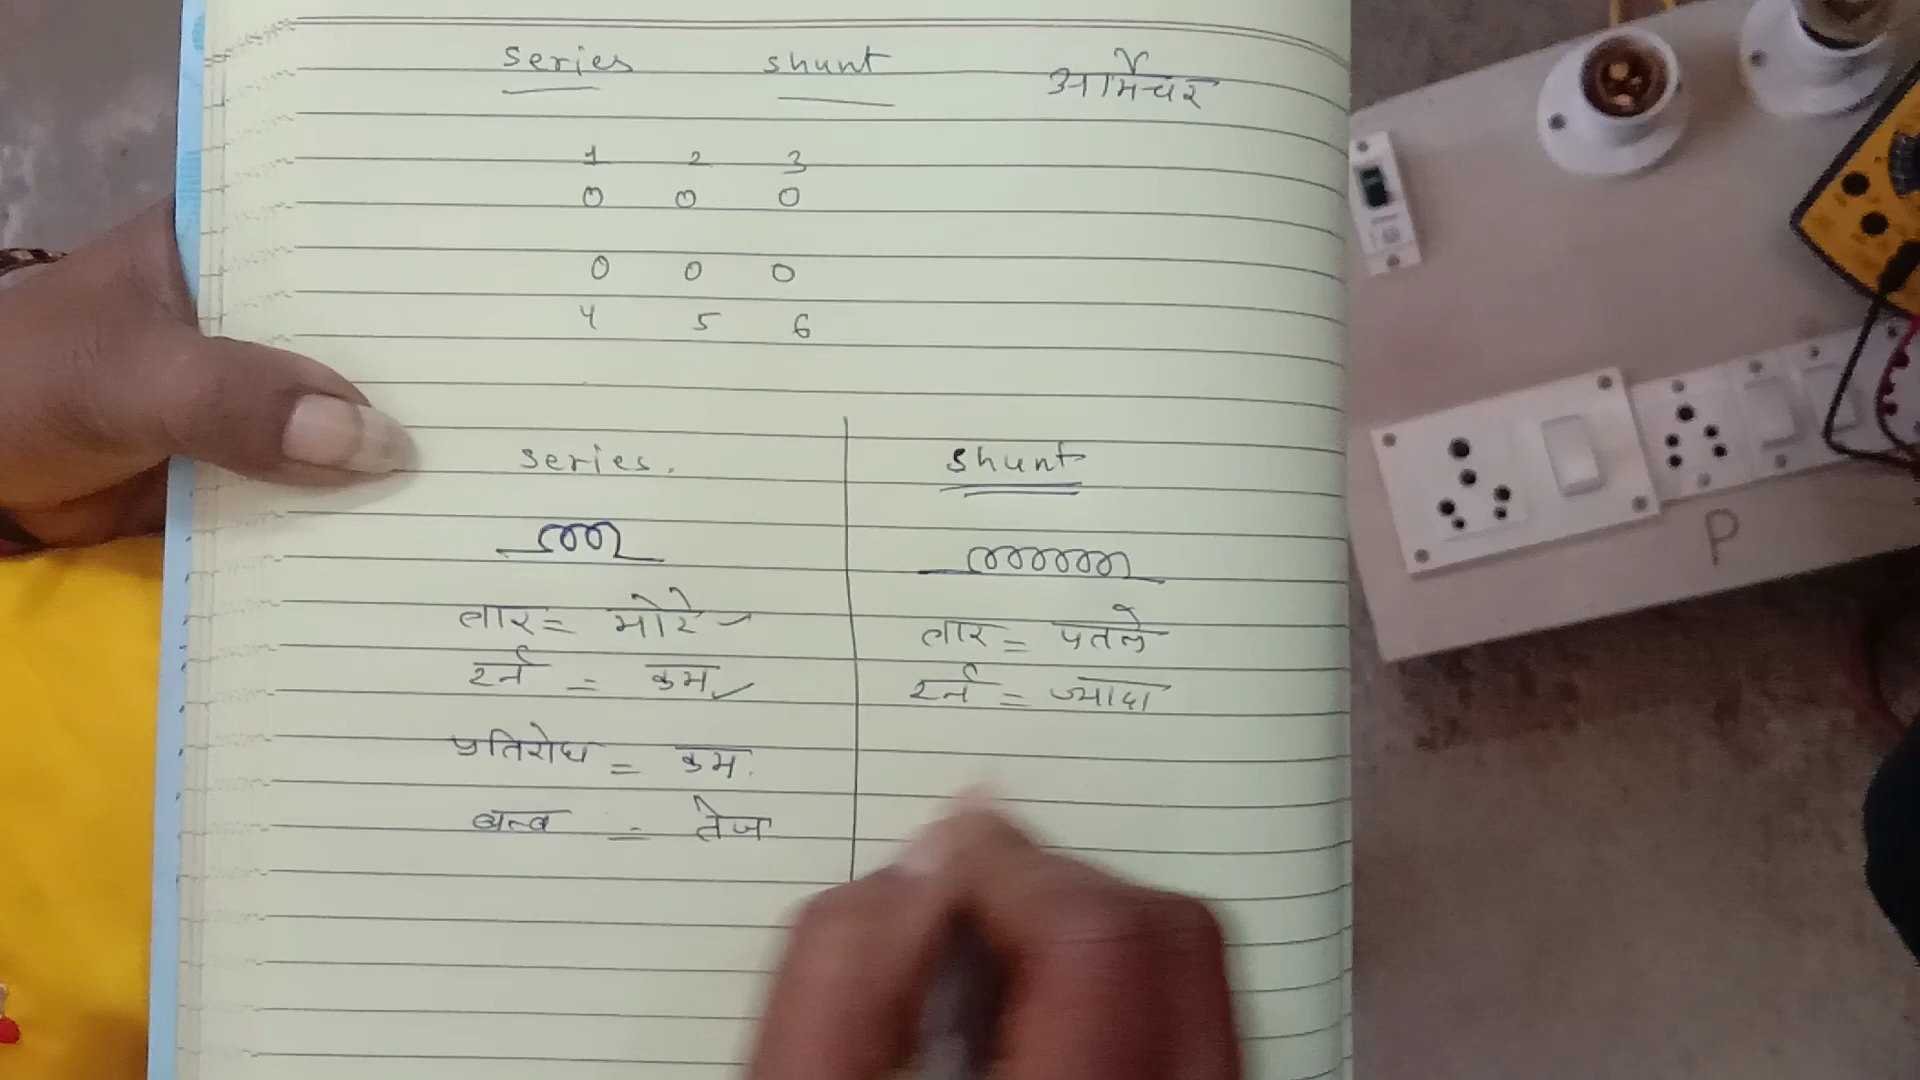 series shunt आर्मेचर
1 2 3
0 0 0
0 0 0
4 5 6
series. shunt
तार = मोटे तार = पतले
टर्न = कम टर्न = ज्यादा
प्रतिरोध = कम.
बल्ब = तेज
P